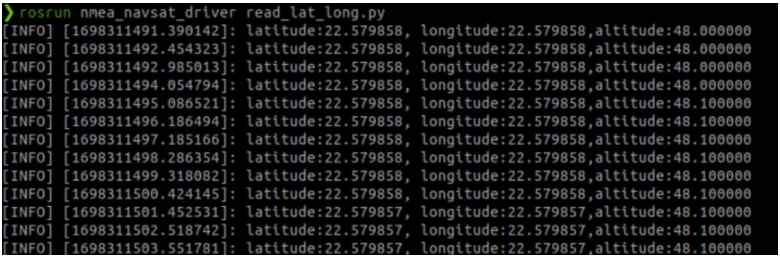 ❯ rosrun nmea_navsat_driver read_lat_long.py
[INFO] [1698311491.390142]: latitude:22.579858, longitude:22.579858,altitude:48.000000
[INFO] [1698311492.454323]: latitude:22.579858, longitude:22.579858,altitude:48.000000
[INFO] [1698311492.985013]: latitude:22.579858, longitude:22.579858,altitude:48.000000
[INFO] [1698311494.054794]: latitude:22.579858, longitude:22.579858,altitude:48.000000
[INFO] [1698311495.086521]: latitude:22.579858, longitude:22.579858,altitude:48.100000
[INFO] [1698311496.186494]: latitude:22.579858, longitude:22.579858,altitude:48.100000
[INFO] [1698311497.185166]: latitude:22.579858, longitude:22.579858,altitude:48.100000
[INFO] [1698311498.286354]: latitude:22.579858, longitude:22.579858,altitude:48.100000
[INFO] [1698311499.318082]: latitude:22.579858, longitude:22.579858,altitude:48.100000
[INFO] [1698311500.424145]: latitude:22.579858, longitude:22.579858,altitude:48.100000
[INFO] [1698311501.452531]: latitude:22.579857, longitude:22.579857,altitude:48.100000
[INFO] [1698311502.518742]: latitude:22.579857, longitude:22.579857,altitude:48.100000
[INFO] [1698311503.551781]: latitude:22.579857, longitude:22.579857,altitude:48.100000